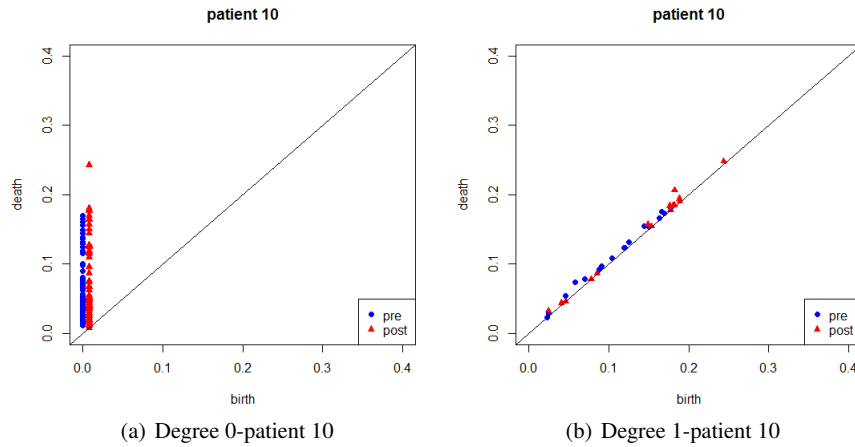 patient 10
death
0.4
0.3
0.2
0.1
0.0
pre
post
0.0 0.1 0.2 0.3 0.4
birth
(a) Degree 0-patient 10
patient 10
death
0.4
0.3
0.2
0.1
0.0
pre
post
0.0 0.1 0.2 0.3 0.4
birth
(b) Degree 1-patient 10